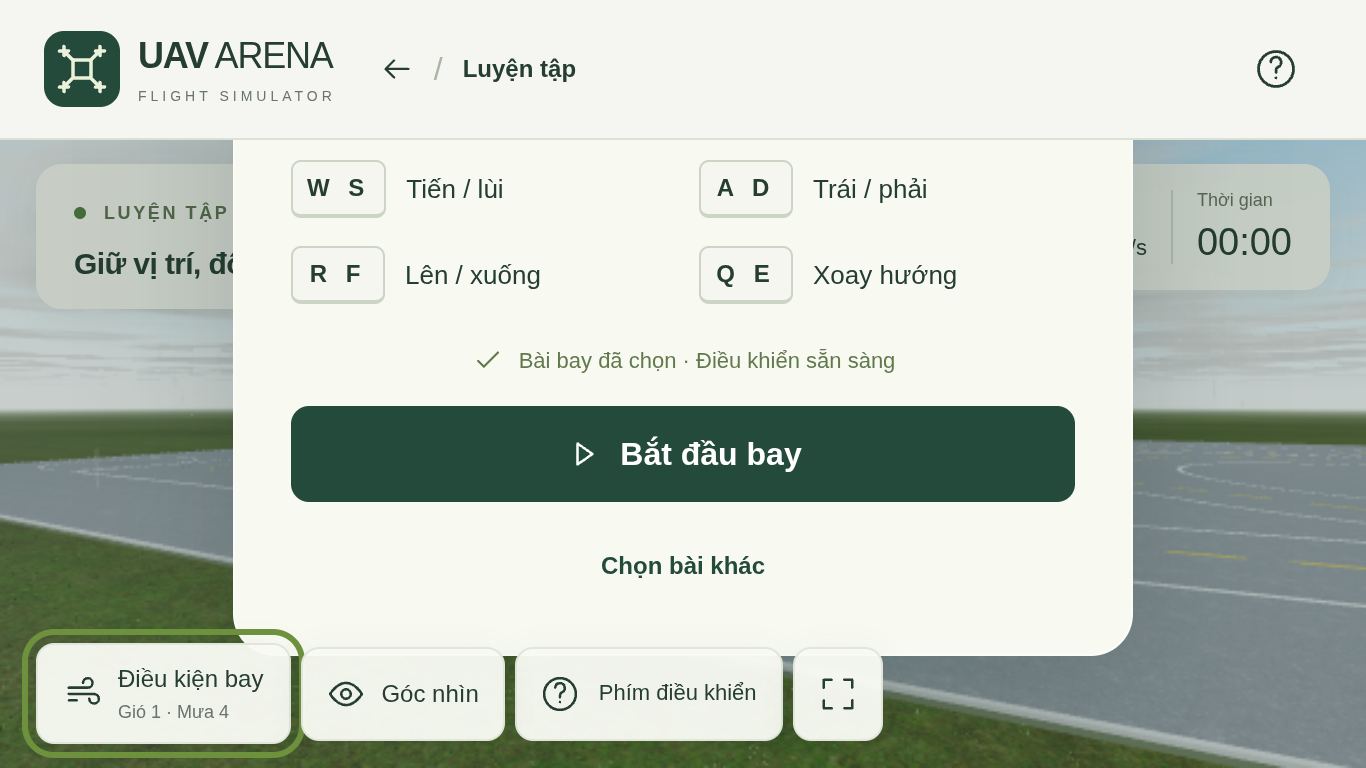 UAV ARENA
FLIGHT SIMULATOR
/ Luyện tập
LUYỆN TẬP
Giữ vị trí,
W S Tiến / lùi
A D Trái / phải
R F Lên / xuống
Q E Xoay hướng
/s
Thời gian
00:00
Bài bay đã chọn · Điều khiển sẵn sàng
Bắt đầu bay
Chọn bài khác
Điều kiện bay
Gió 1 · Mưa 4
Góc nhìn
Phím điều khiển